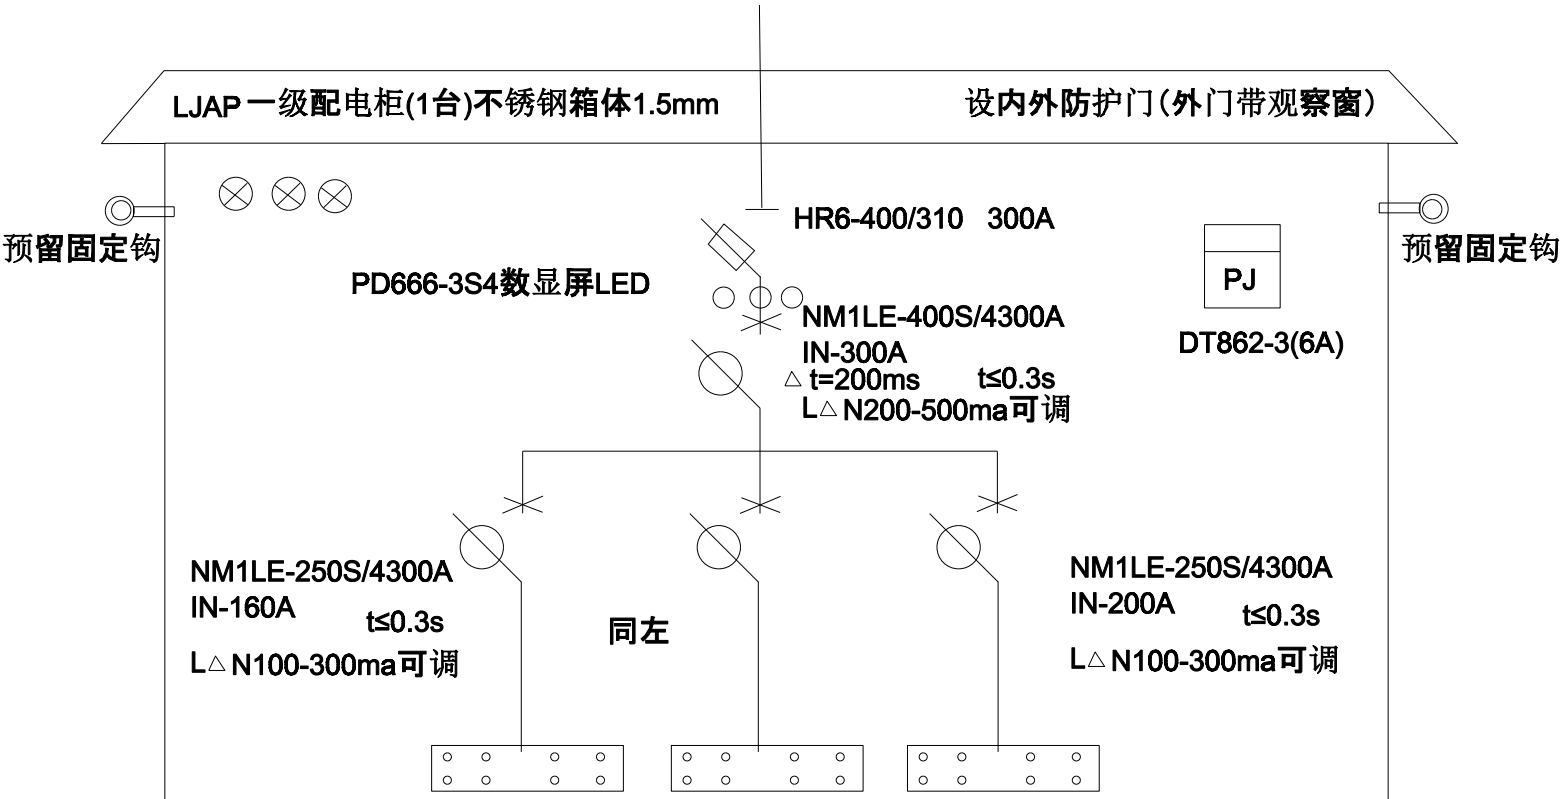 LJAP一级配电柜(1台)不锈钢箱体1.5mm
设内外防护门(外门带观察窗)
预留固定钩
HR6-400/310 300A
PJ
预留固定钩
PD666-3S4数显屏LED
NM1LE-400S/4300A
IN-300A
△ t=200ms t≤0.3s
L△N200-500ma可调
DT862-3(6A)
NM1LE-250S/4300A
IN-160A
t≤0.3s
L△N100-300ma可调
同左
NM1LE-250S/4300A
IN-200A
t≤0.3s
L△N100-300ma可调